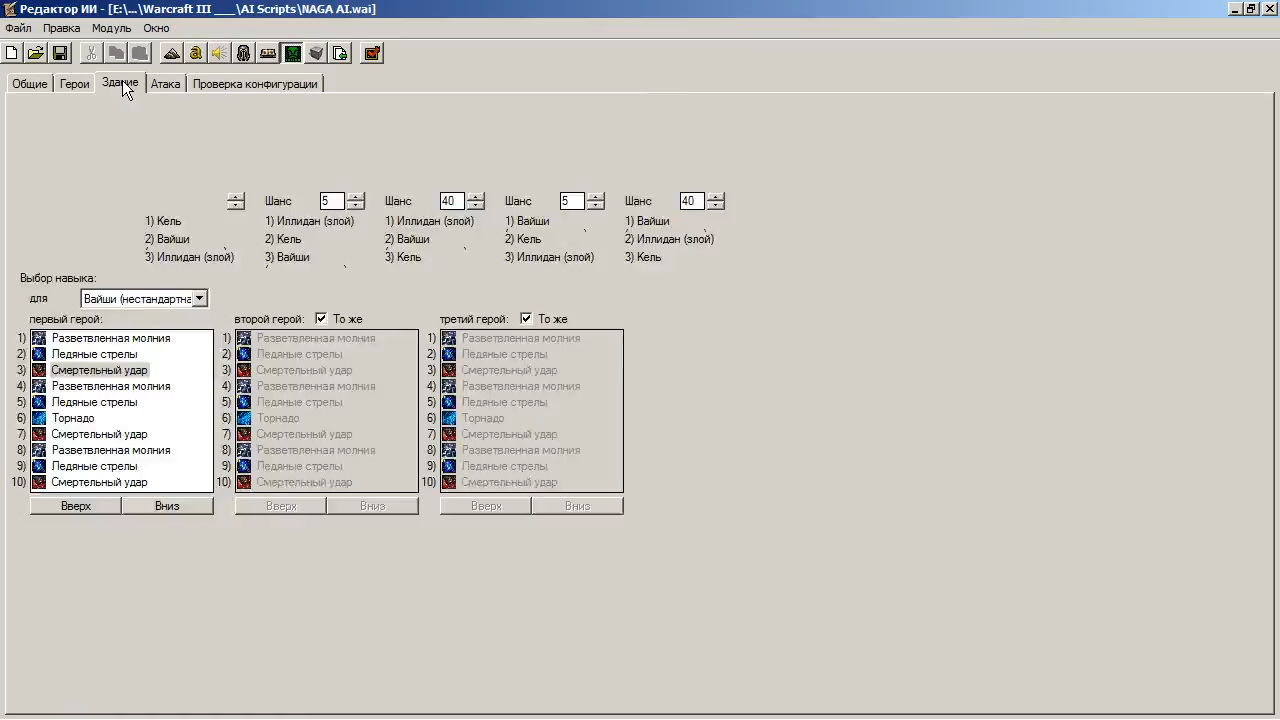 Редактор ИИ - [E:\...\Warcraft III ____\AI Scripts\NAGA AI.wai]
Файл Правка Модуль Окно
Общие Герои Здание Атака Проверка конфигурации
Шанс 5 Шанс 40 Шанс 5 Шанс 40
1) Кель 1) Иллидан (злой) 1) Иллидан (злой) 1) Вайши 1) Вайши
2) Вайши 2) Кель 2) Вайши 2) Кель 2) Иллидан (злой)
3) Иллидан (злой) 3) Вайши 3) Кель 3) Иллидан (злой) 3) Кель
Выбор навыка:
для Вайши (нестандартна
первый герой: второй герой: То же третий герой: То же
1) Разветвленная молния 1) Разветвленная молния 1) Разветвленная молния
2) Ледяные стрелы 2) Ледяные стрелы 2) Ледяные стрелы
3) Смертельный удар 3) Смертельный удар 3) Смертельный удар
4) Разветвленная молния 4) Разветвленная молния 4) Разветвленная молния
5) Ледяные стрелы 5) Ледяные стрелы 5) Ледяные стрелы
6) Торнадо 6) Торнадо 6) Торнадо
7) Смертельный удар 7) Смертельный удар 7) Смертельный удар
8) Разветвленная молния 8) Разветвленная молния 8) Разветвленная молния
9) Ледяные стрелы 9) Ледяные стрелы 9) Ледяные стрелы
10) Смертельный удар 10) Смертельный удар 10) Смертельный удар
Вверх Вниз Вверх Вниз Вверх Вниз